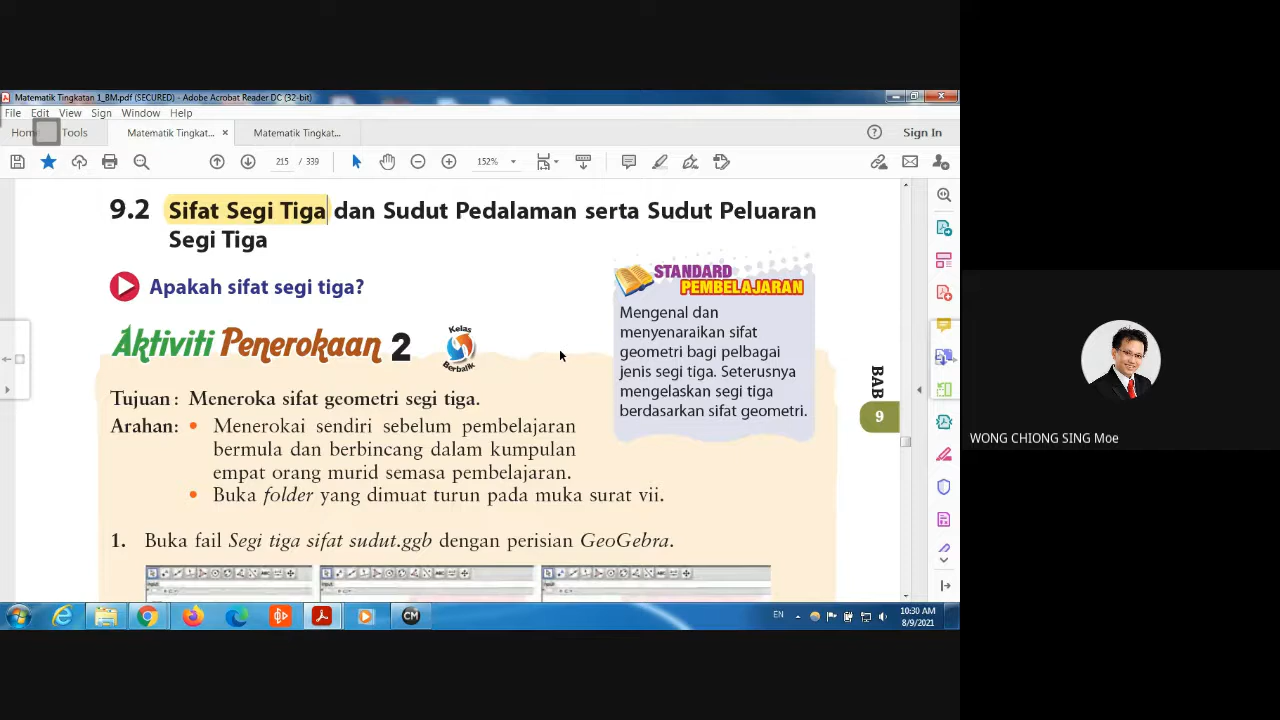 Matematik Tingkatan 1_BM.pdf (SECURED) - Adobe Acrobat Reader DC (32-bit)
File Edit View Sign Window Help
Home Tools Matematik Tingkat... × Matematik Tingkat... Sign In
215 / 339 152%
9.2 Sifat Segi Tiga dan Sudut Pedalaman serta Sudut Peluaran
Segi Tiga
Apakah sifat segi tiga?
STANDARD
PEMBELAJARAN
Mengenal dan
menyenaraikan sifat
geometri bagi pelbagai
jenis segi tiga. Seterusnya
mengelaskan segi tiga
berdasarkan sifat geometri.
BAB
9
Aktiviti Penerokaan 2
Kelas
Berbalik
Tujuan : Meneroka sifat geometri segi tiga.
Arahan: • Menerokai sendiri sebelum pembelajaran
bermula dan berbincang dalam kumpulan
empat orang murid semasa pembelajaran.
• Buka folder yang dimuat turun pada muka surat vii.
1. Buka fail Segi tiga sifat sudut.ggb dengan perisian GeoGebra.
EN
10:30 AM
8/9/2021
CM
WONG CHIONG SING Moe